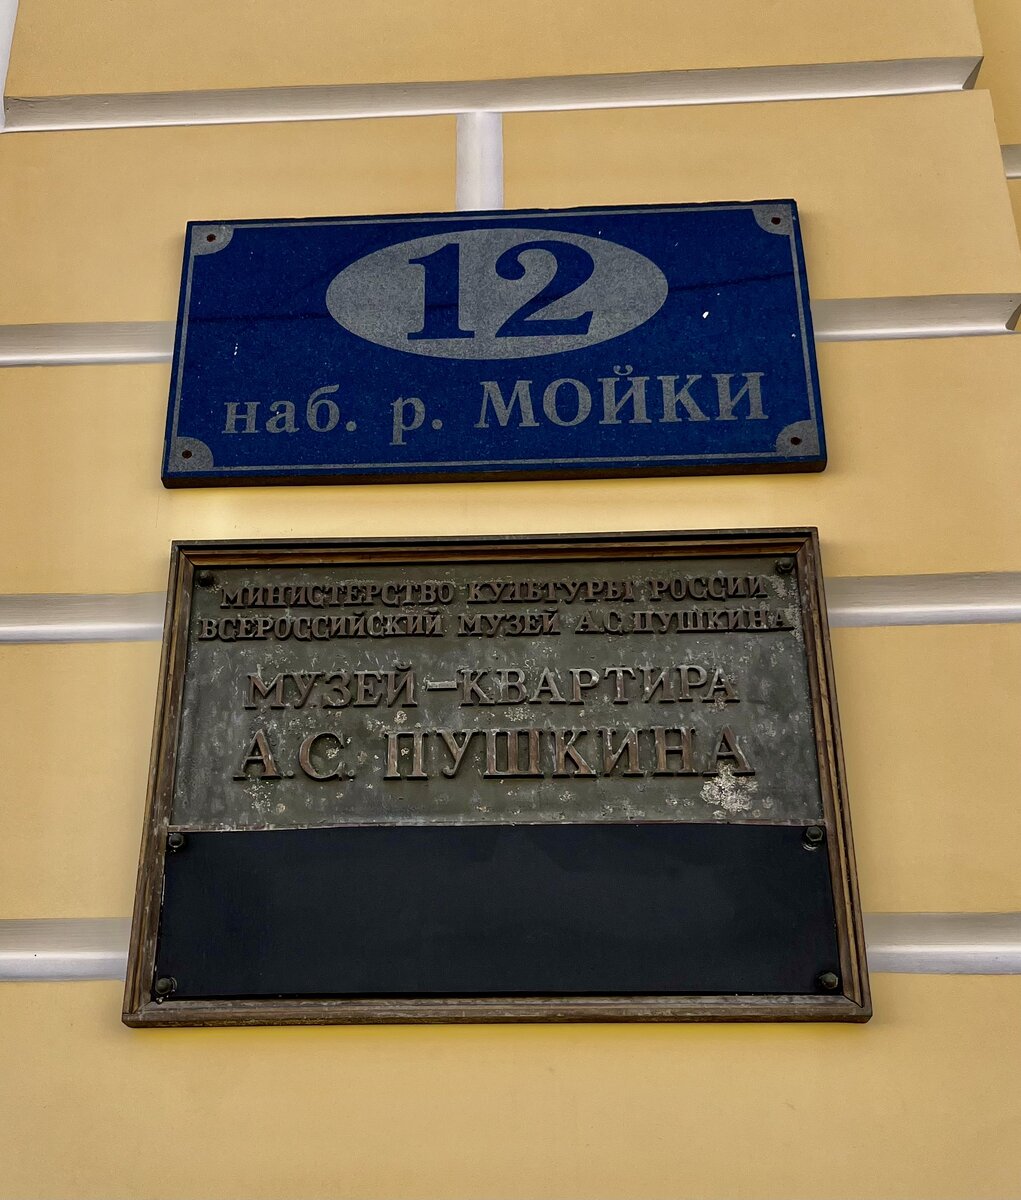 12
наб. р. МОЙКИ
МИНИСТЕРСТВО КУЛЬТУРЫ РОССИИ
ВСЕРОССИЙСКИЙ МУЗЕЙ А.С.ПУШКИНА
МУЗЕЙ-КВАРТИРА
А.С. ПУШКИНА